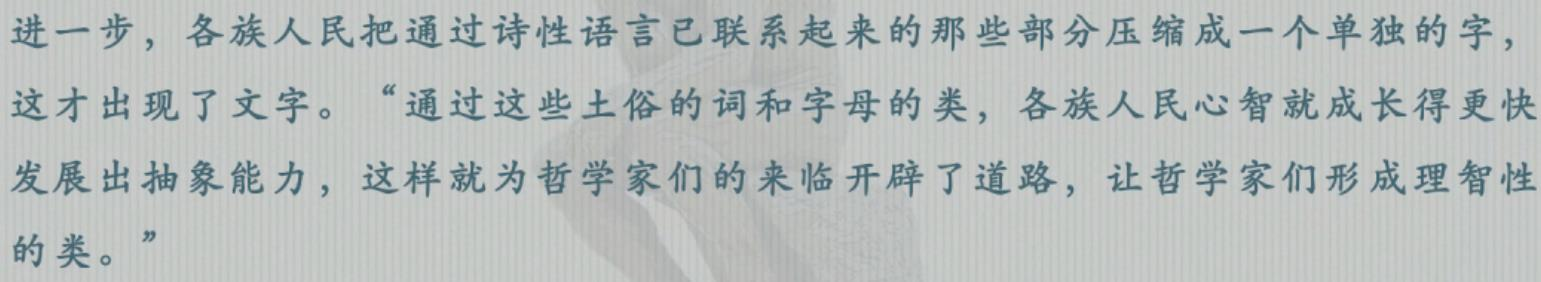 进一步，各族人民把通过诗性语言已联系起来的那些部分压缩成一个单独的字，
这才出现了文字。“通过这些土俗的词和字母的类，各族人民心智就成长得更快
发展出抽象能力，这样就为哲学家们的来临开辟了道路，让哲学家们形成理智性
的类。”